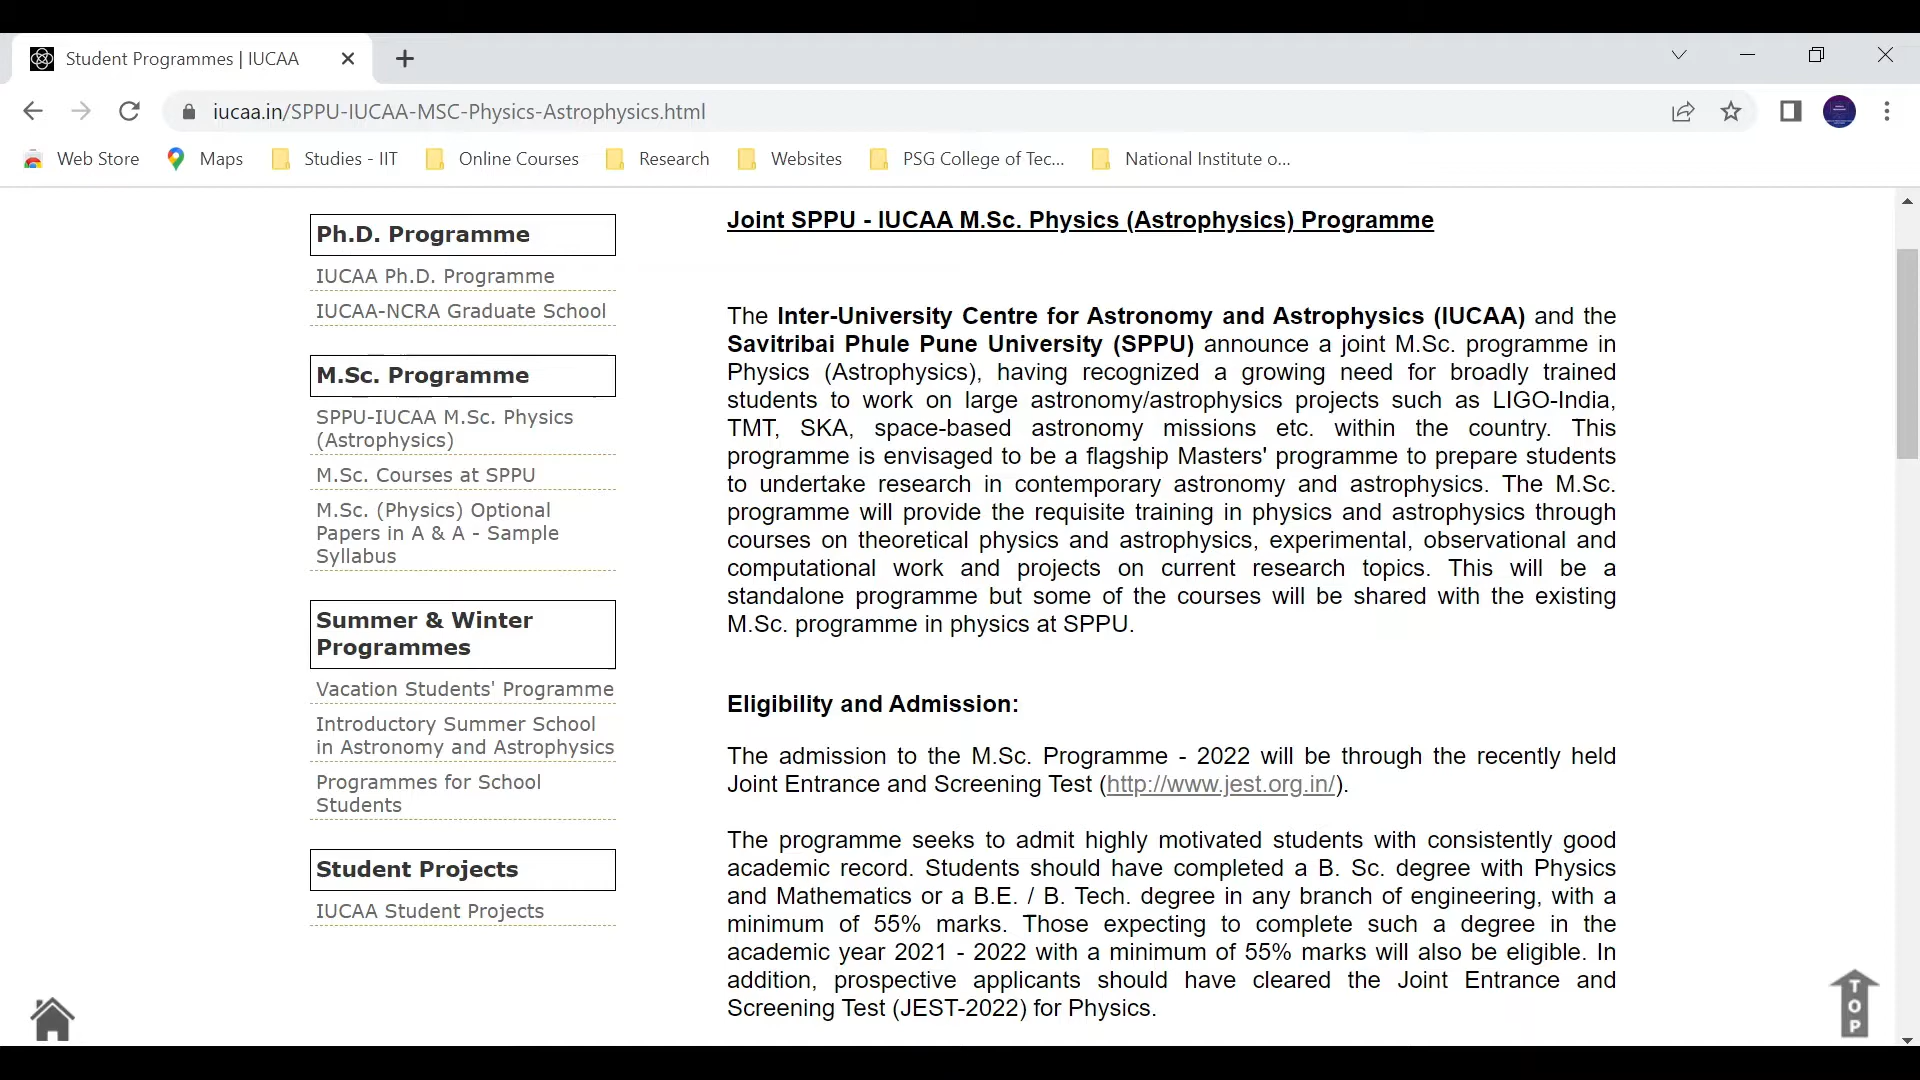 Student Programmes | IUCAA
iucaa.in/SPPU-IUCAA-MSC-Physics-Astrophysics.html
Web Store
Maps
Studies - IIT
Online Courses
Research
Websites
PSG College of Tec...
National Institute o...
Ph.D. Programme
IUCAA Ph.D. Programme
IUCAA-NCRA Graduate School
M.Sc. Programme
SPPU-IUCAA M.Sc. Physics
(Astrophysics)
M.Sc. Courses at SPPU
M.Sc. (Physics) Optional
Papers in A & A - Sample
Syllabus
Summer & Winter
Programmes
Vacation Students' Programme
Introductory Summer School
in Astronomy and Astrophysics
Programmes for School
Students
Student Projects
IUCAA Student Projects
Joint SPPU - IUCAA M.Sc. Physics (Astrophysics) Programme
The Inter-University Centre for Astronomy and Astrophysics (IUCAA) and the
Savitribai Phule Pune University (SPPU) announce a joint M.Sc. programme in
Physics (Astrophysics), having recognized a growing need for broadly trained
students to work on large astronomy/astrophysics projects such as LIGO-India,
TMT, SKA, space-based astronomy missions etc. within the country. This
programme is envisaged to be a flagship Masters' programme to prepare students
to undertake research in contemporary astronomy and astrophysics. The M.Sc.
programme will provide the requisite training in physics and astrophysics through
courses on theoretical physics and astrophysics, experimental, observational and
computational work and projects on current research topics. This will be a
standalone programme but some of the courses will be shared with the existing
M.Sc. programme in physics at SPPU.
Eligibility and Admission:
The admission to the M.Sc. Programme - 2022 will be through the recently held
Joint Entrance and Screening Test (http://www.jest.org.in/).
The programme seeks to admit highly motivated students with consistently good
academic record. Students should have completed a B. Sc. degree with Physics
and Mathematics or a B.E. / B. Tech. degree in any branch of engineering, with a
minimum of 55% marks. Those expecting to complete such a degree in the
academic year 2021 - 2022 with a minimum of 55% marks will also be eligible. In
addition, prospective applicants should have cleared the Joint Entrance and
Screening Test (JEST-2022) for Physics.
TOP